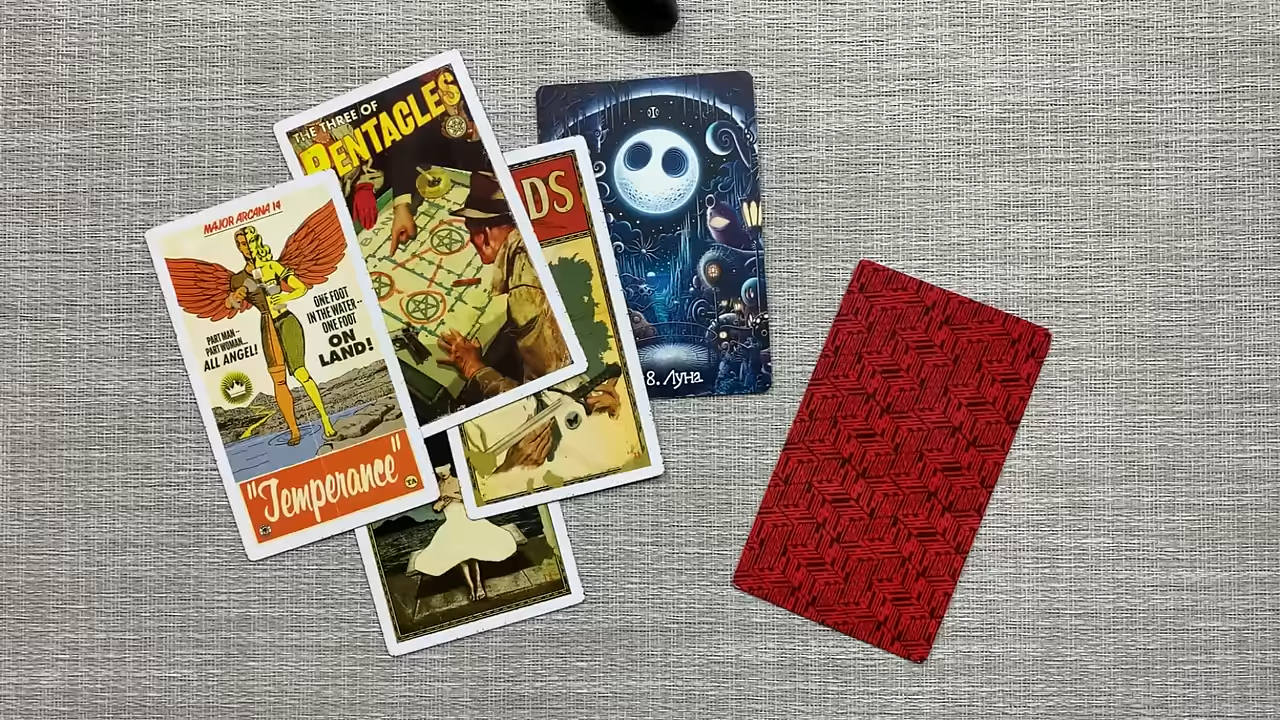 THE THREE OF
PENTACLES
MAJOR ARCANA 14
PART MAN--
PART WOMAN...
ALL ANGEL!
ONE FOOT
IN THE WATER--
ONE FOOT
ON
LAND!
"Temperance"
TA
DS
8. Луна